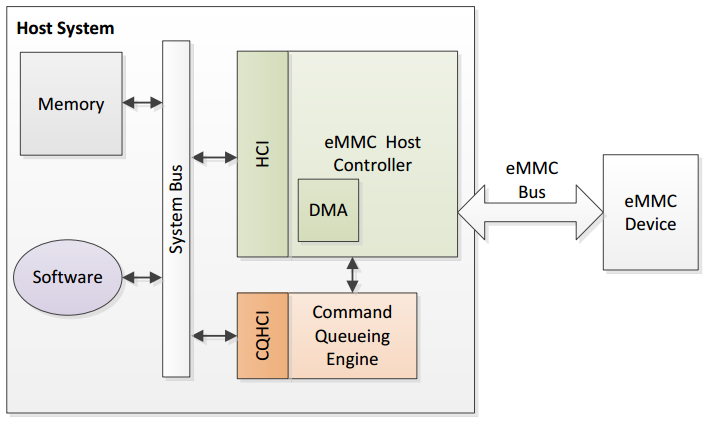 Host System
Memory
Software
System Bus
HCI
eMMC Host
Controller
DMA
CQHCI
Command
Queueing
Engine
eMMC
Bus
eMMC
Device